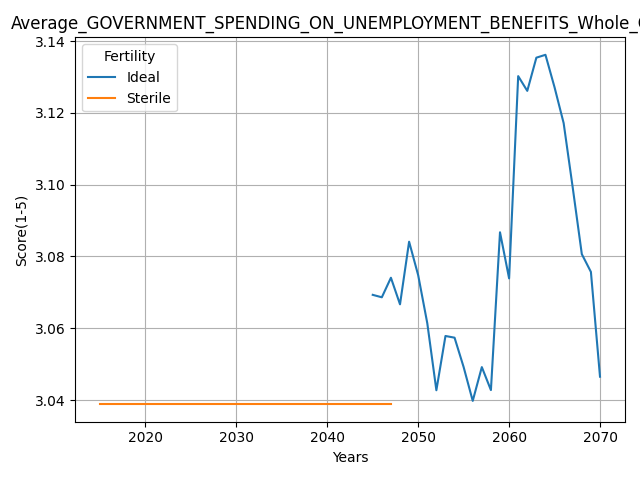 Average_GOVERNMENT_SPENDING_ON_UNEMPLOYMENT_BENEFITS_Whole_
Fertility
Ideal
Sterile
3.14
3.12
3.10
3.08
3.06
3.04
Score(1-5)
2020 2030 2040 2050 2060 2070
Years